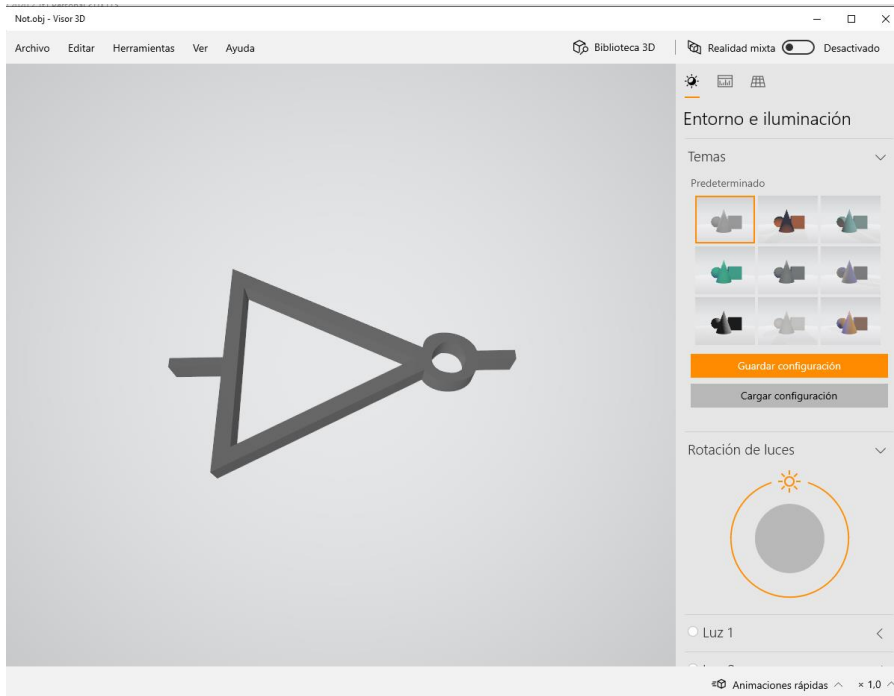 Not.obj - Visor 3D
Archivo Editar Herramientas Ver Ayuda Biblioteca 3D Realidad mixta Desactivado
Entorno e iluminación
Temas
Predeterminado
Guardar configuración
Cargar configuración
Rotación de luces
Luz 1
Animaciones rápidas × 1,0